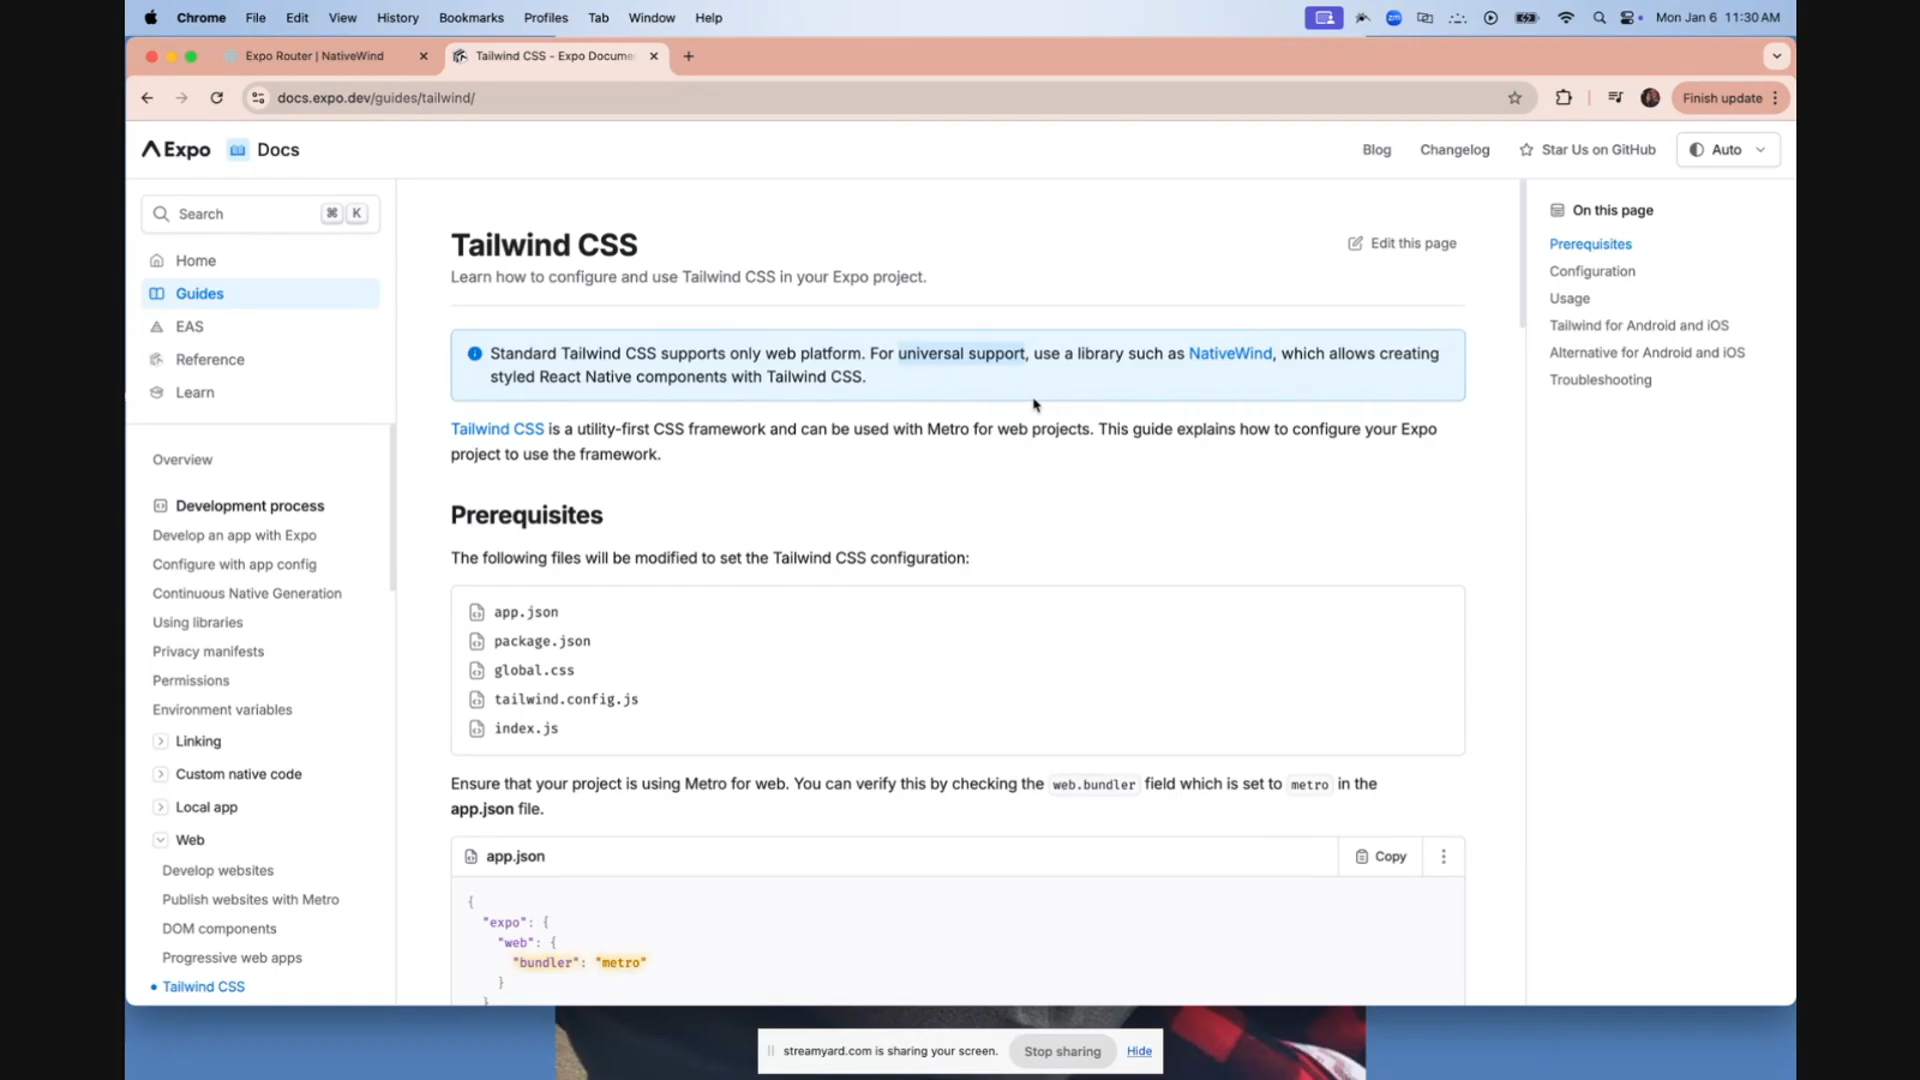 Chrome File Edit View History Bookmarks Profiles Tab Window Help
zm
Mon Jan 6 11:30 AM
Expo Router | NativeWind
Tailwind CSS - Expo Docume
docs.expo.dev/guides/tailwind/
Finish update
Expo Docs
Blog Changelog Star Us on GitHub Auto
Search ⌘ K
Home
Guides
EAS
Reference
Learn
Overview
Development process
Develop an app with Expo
Configure with app config
Continuous Native Generation
Using libraries
Privacy manifests
Permissions
Environment variables
Linking
Custom native code
Local app
Web
Develop websites
Publish websites with Metro
DOM components
Progressive web apps
Tailwind CSS
Tailwind CSS
Edit this page
Learn how to configure and use Tailwind CSS in your Expo project.
Standard Tailwind CSS supports only web platform. For universal support, use a library such as NativeWind, which allows creating
styled React Native components with Tailwind CSS.
Tailwind CSS is a utility-first CSS framework and can be used with Metro for web projects. This guide explains how to configure your Expo
project to use the framework.
Prerequisites
The following files will be modified to set the Tailwind CSS configuration:
app.json
package.json
global.css
tailwind.config.js
index.js
Ensure that your project is using Metro for web. You can verify this by checking the web.bundler field which is set to metro in the
app.json file.
app.json
Copy
{
"expo": {
"web": {
"bundler": "metro"
}
}
On this page
Prerequisites
Configuration
Usage
Tailwind for Android and iOS
Alternative for Android and iOS
Troubleshooting
streamyard.com is sharing your screen. Stop sharing Hide